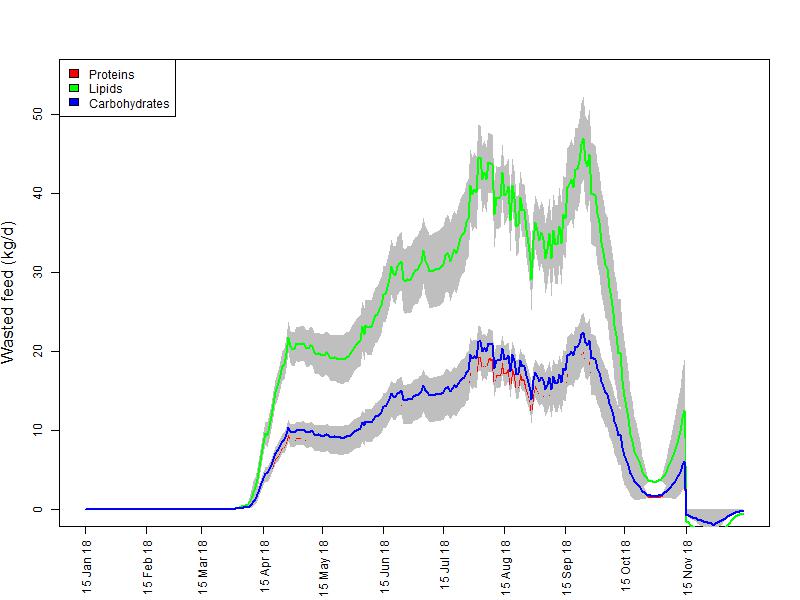 Proteins
Lipids
Carbohydrates
Wasted feed (kg/d)
50
40
30
20
10
0
15 Jan 18
15 Feb 18
15 Mar 18
15 Apr 18
15 May 18
15 Jun 18
15 Jul 18
15 Aug 18
15 Sep 18
15 Oct 18
15 Nov 18